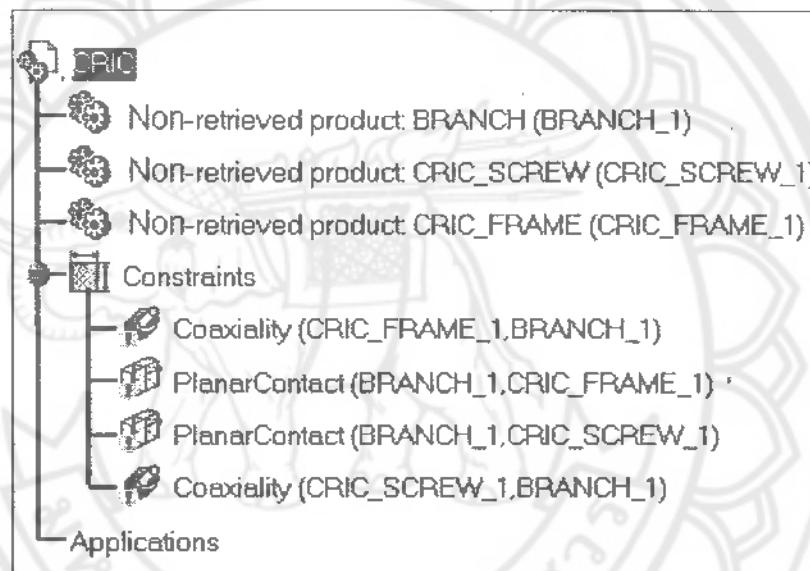 CRIC
Non-retrieved product: BRANCH (BRANCH_1)
Non-retrieved product: CRIC_SCREW (CRIC_SCREW_1)
Non-retrieved product: CRIC_FRAME (CRIC_FRAME_1)
Constraints
Coaxiality (CRIC_FRAME_1,BRANCH_1)
PlanarContact (BRANCH_1,CRIC_FRAME_1)
PlanarContact (BRANCH_1,CRIC_SCREW_1)
Coaxiality (CRIC_SCREW_1,BRANCH_1)
Applications